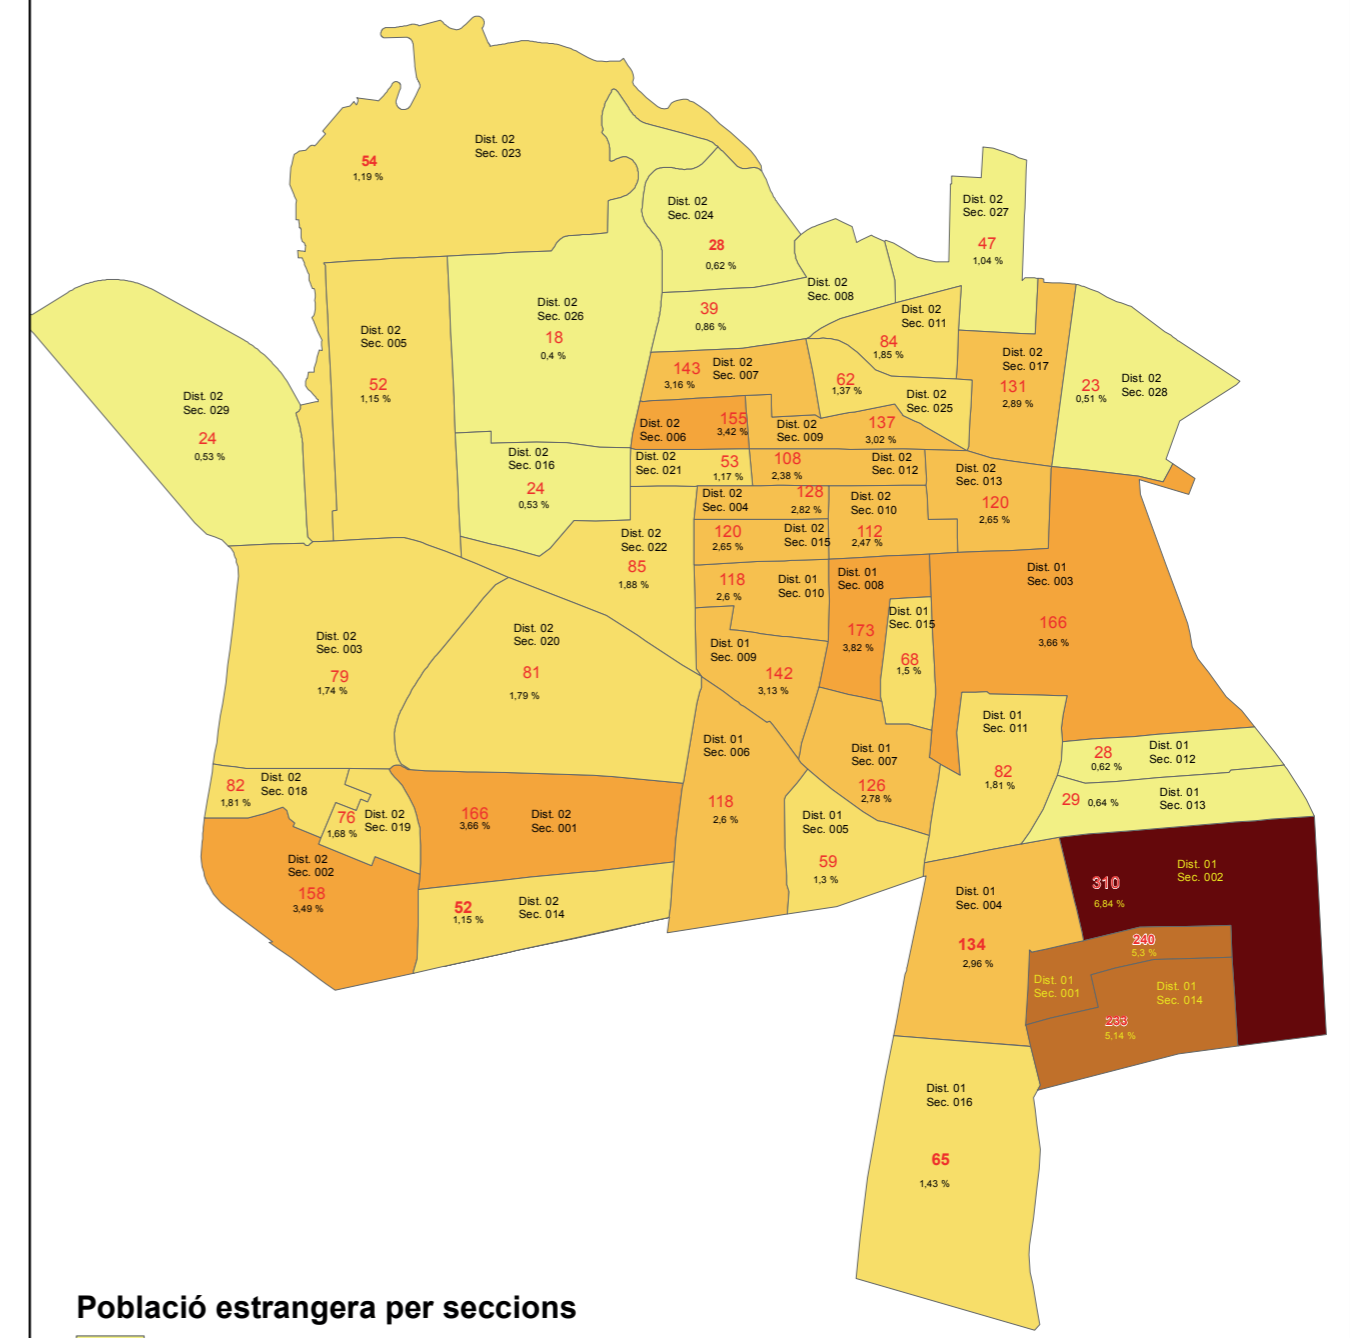 Dist. 02
Sec. 023
54
1,19 %
Dist. 02
Sec. 024
28
0,62 %
Dist. 02
Sec. 027
47
1,04 %
Dist. 02
Sec. 008
39
0,86 %
Dist. 02
Sec. 026
18
0,4 %
Dist. 02
Sec. 005
52
1,15 %
Dist. 02
Sec. 011
84
1,85 %
Dist. 02
Sec. 017
131
2,89 %
Dist. 02
Sec. 028
23
0,51 %
Dist. 02
Sec. 007
143
3,16 %
62
1,37 %
Dist. 02
Sec. 025
Dist. 02
Sec. 029
24
0,53 %
Dist. 02
Sec. 006
155
3,42 %
Dist. 02
Sec. 009
137
3,02 %
Dist. 02
Sec. 016
24
0,53 %
Dist. 02
Sec. 021
53
1,17 %
108
2,38 %
Dist. 02
Sec. 012
Dist. 02
Sec. 013
120
2,65 %
Dist. 02
Sec. 004
128
2,82 %
Dist. 02
Sec. 010
112
2,47 %
120
2,65 %
Dist. 02
Sec. 015
Dist. 02
Sec. 022
85
1,88 %
118
2,6 %
Dist. 01
Sec. 010
Dist. 01
Sec. 008
173
3,82 %
Dist. 01
Sec. 015
68
1,5 %
Dist. 01
Sec. 003
166
3,66 %
Dist. 02
Sec. 003
79
1,74 %
Dist. 02
Sec. 020
81
1,79 %
Dist. 01
Sec. 009
142
3,13 %
Dist. 01
Sec. 006
118
2,6 %
Dist. 01
Sec. 007
126
2,78 %
Dist. 01
Sec. 011
82
1,81 %
28
0,62 %
Dist. 01
Sec. 012
29
0,64 %
Dist. 01
Sec. 013
82
1,81 %
Dist. 02
Sec. 018
76
1,68 %
Dist. 02
Sec. 019
166
3,66 %
Dist. 02
Sec. 001
Dist. 01
Sec. 005
59
1,3 %
Dist. 02
Sec. 002
158
3,49 %
52
1,15 %
Dist. 02
Sec. 014
Dist. 01
Sec. 004
134
2,96 %
Dist. 01
Sec. 002
310
6,84 %
240
5,3 %
Dist. 01
Sec. 001
Dist. 01
Sec. 014
233
5,14 %
Dist. 01
Sec. 016
65
1,43 %
Població estrangera per seccions